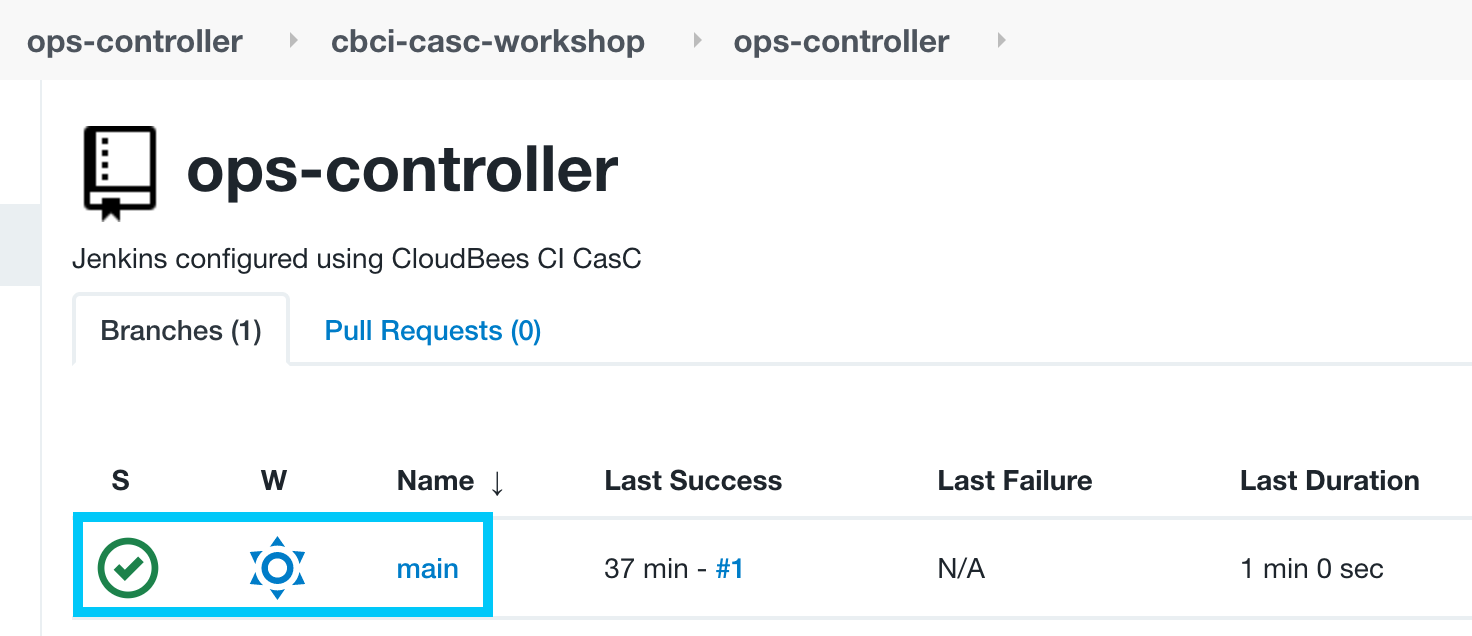 ops-controller cbci-casc-workshop ops-controller
ops-controller
Jenkins configured using CloudBees CI CasC
Branches (1) Pull Requests (0)
S W Name ↓ Last Success Last Failure Last Duration
main 37 min - #1 N/A 1 min 0 sec